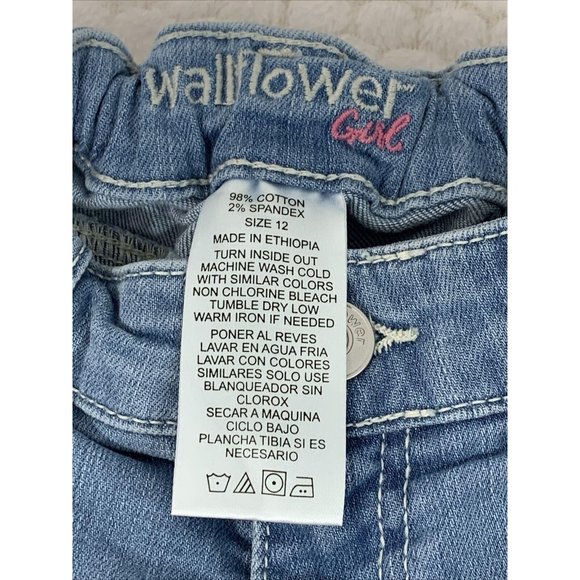 wallflower
Girl
98% COTTON
2% SPANDEX
SIZE 12
MADE IN ETHIOPIA
TURN INSIDE OUT
MACHINE WASH COLD
WITH SIMILAR COLORS
NON CHLORINE BLEACH
TUMBLE DRY LOW
WARM IRON IF NEEDED
PONER AL REVES
LAVAR EN AGUA FRIA
LAVAR CON COLORES
SIMILARES SOLO USE
BLANQUEADOR SIN
CLOROX
SECAR A MAQUINA
CICLO BAJO
PLANCHA TIBIA SI ES
NECESARIO